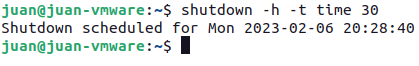 juan@juan-vmware:~$ shutdown -h -t time 30
Shutdown scheduled for Mon 2023-02-06 20:28:40
juan@juan-vmware:~$